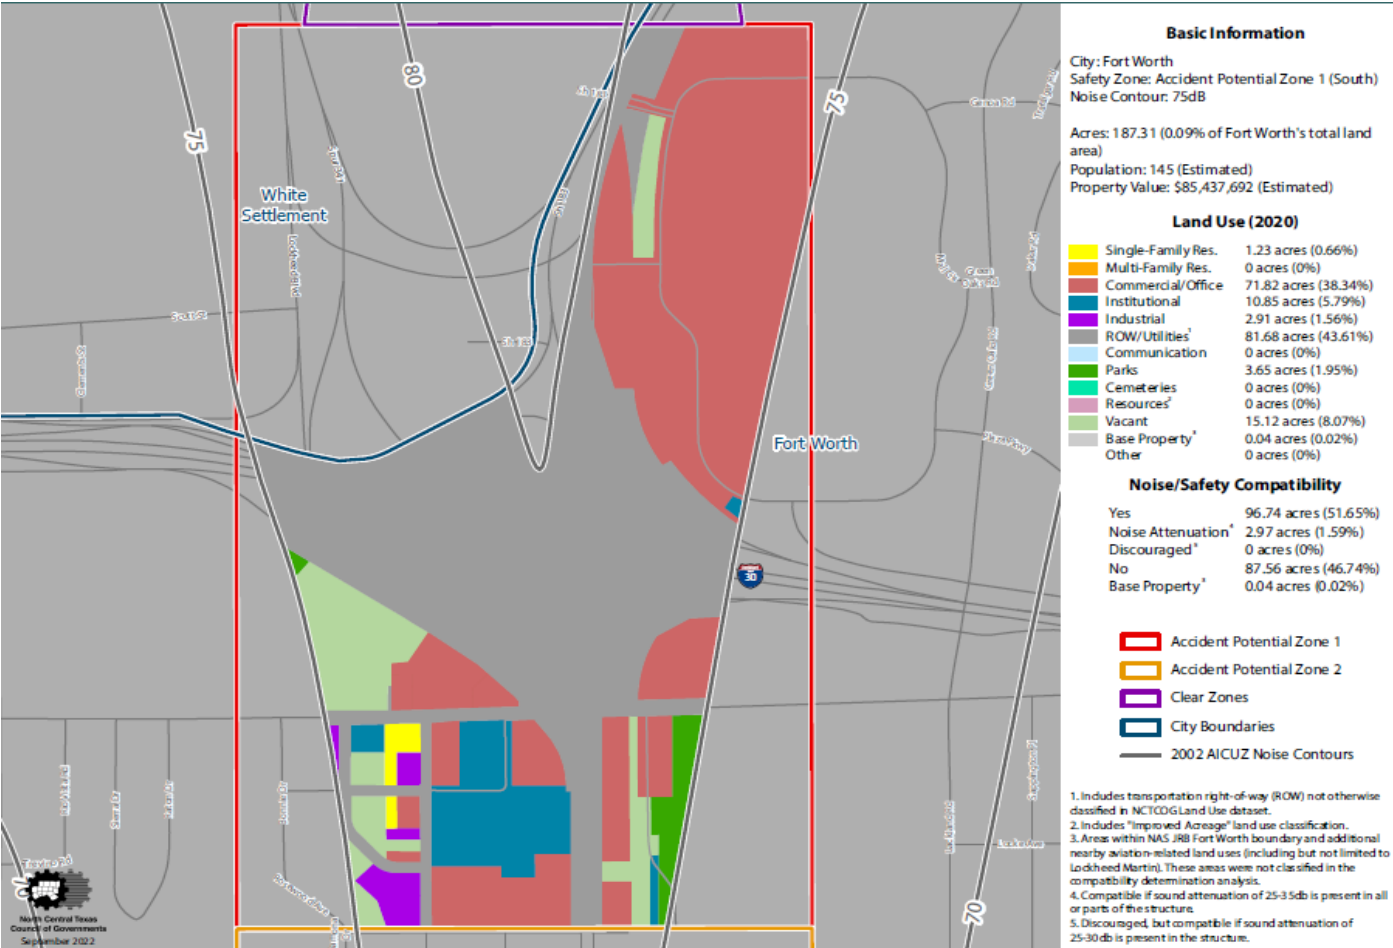 Basic Information
City: Fort Worth
Safety Zone: Accident Potential Zone 1 (South)
Noise Contour: 75dB
Acres: 187.31 (0.09% of Fort Worth's total land
area)
Population: 145 (Estimated)
Property Value: $85,437,692 (Estimated)
Land Use (2020)
Single-Family Res. 1.23 acres (0.66%)
Multi-Family Res. 0 acres (0%)
Commercial/Office 71.82 acres (38.34%)
Institutional 10.85 acres (5.79%)
Industrial 2.91 acres (1.56%)
ROW/Utilities¹ 81.68 acres (43.61%)
Communication 0 acres (0%)
Parks 3.65 acres (1.95%)
Cemeteries 0 acres (0%)
Resources² 0 acres (0%)
Vacant 15.12 acres (8.07%)
Base Property³ 0.04 acres (0.02%)
Other 0 acres (0%)
Noise/Safety Compatibility
Yes 96.74 acres (51.65%)
Noise Attenuation⁴ 2.97 acres (1.59%)
Discouraged⁵ 0 acres (0%)
No 87.56 acres (46.74%)
Base Property³ 0.04 acres (0.02%)
Accident Potential Zone 1
Accident Potential Zone 2
Clear Zones
City Boundaries
2002 AICUZ Noise Contours
1. Includes transportation right-of-way (ROW) not otherwise
classified in NCTCOG Land Use dataset.
2. Includes "Improved Acreage" land use classification.
3. Areas within NAS JRB Fort Worth boundary and additional
nearby aviation-related land uses (including but not limited to
Lockheed Martin). These areas were not classified in the
compatibility determination analysis.
4. Compatible if sound attenuation of 25-35db is present in all
or parts of the structure.
5. Discouraged, but compatible if sound attenuation of
25-30 db is present in the structure.
80
75
75
White
Settlement
Fort Worth
30
70
North Central Texas
Council of Governments
September 2022